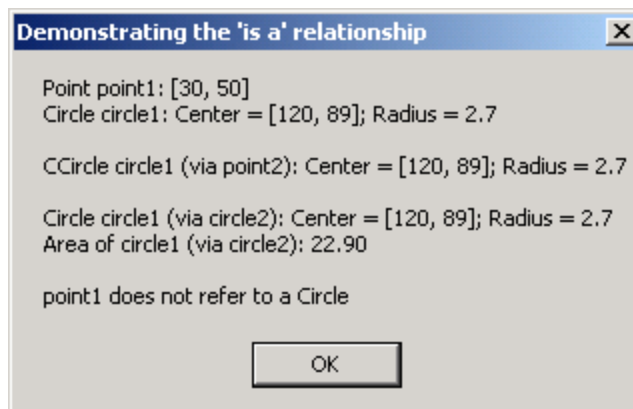 Demonstrating the 'is a' relationship
Point point1: [30, 50]
Circle circle1: Center = [120, 89]; Radius = 2.7
CCircle circle1 (via point2): Center = [120, 89]; Radius = 2.7
Circle circle1 (via circle2): Center = [120, 89]; Radius = 2.7
Area of circle1 (via circle2): 22.90
point1 does not refer to a Circle
OK